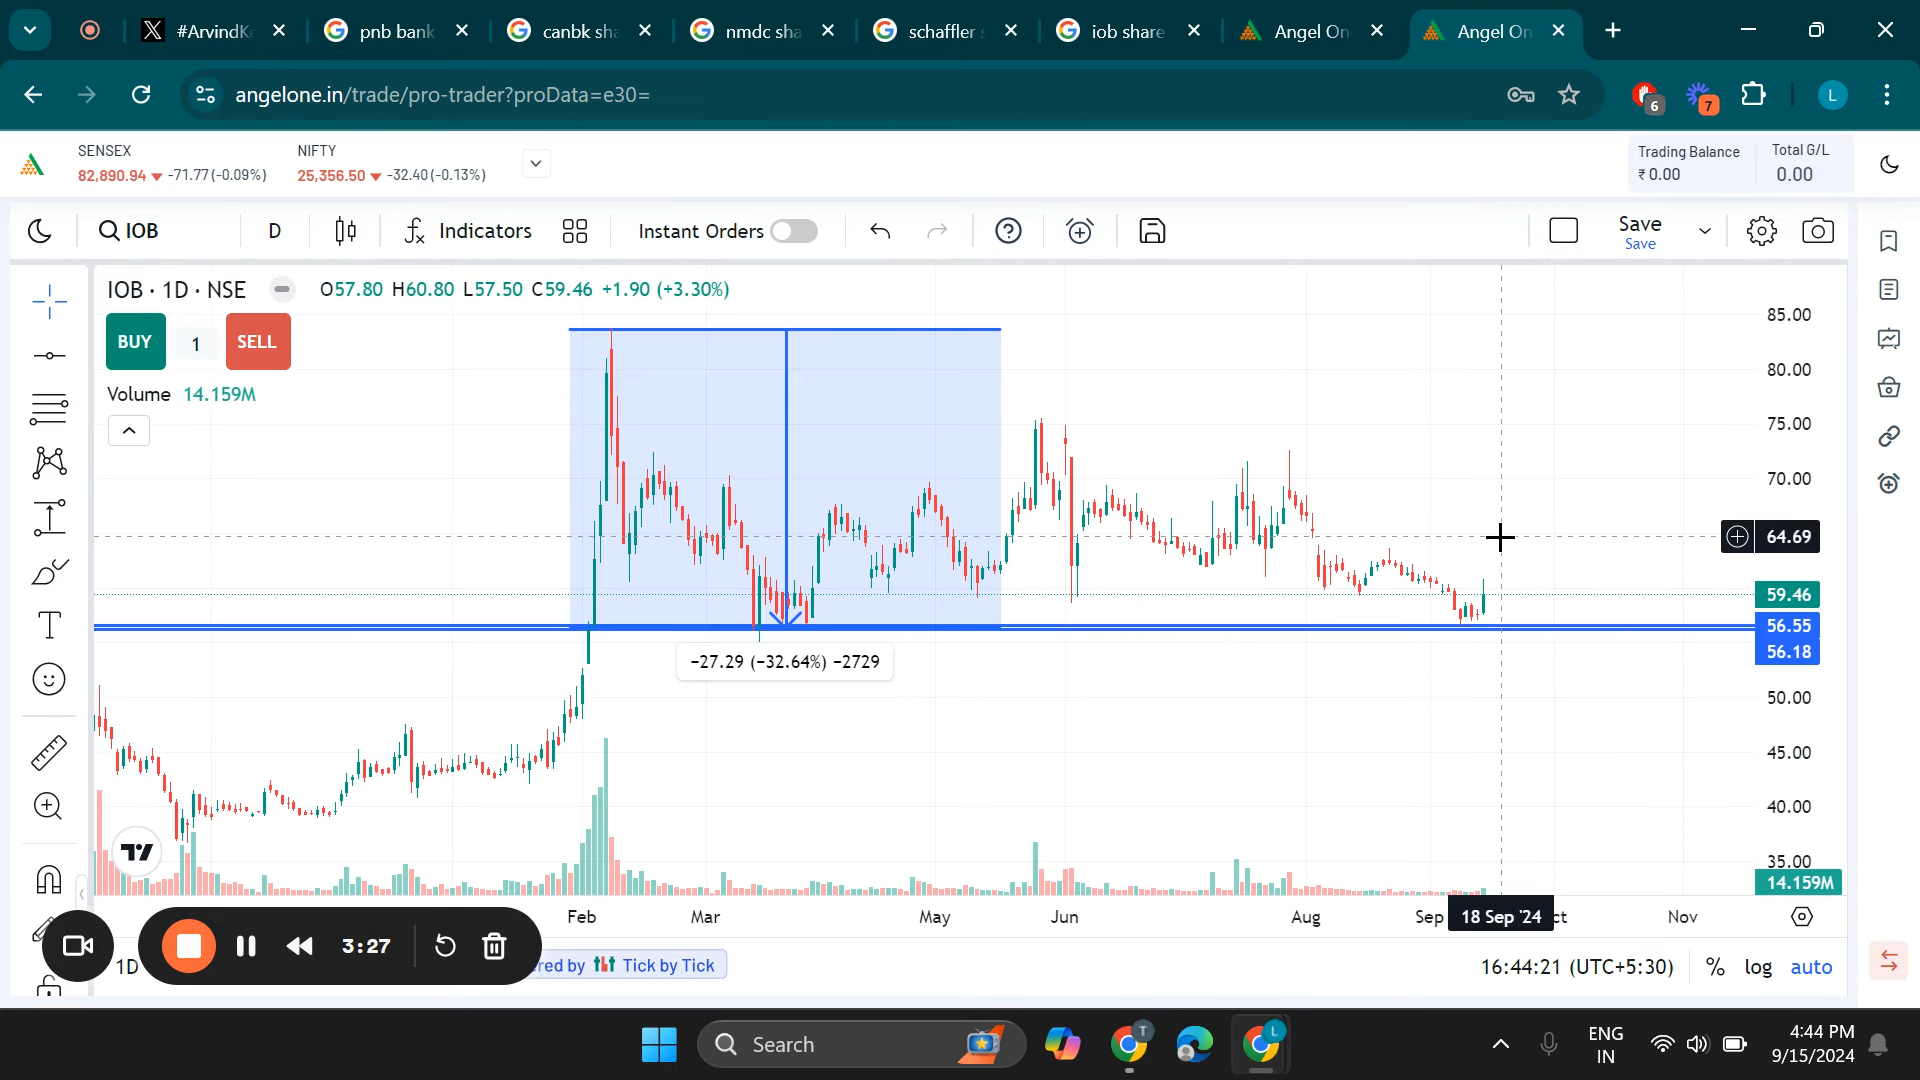 #ArvindKe
pnb bank
canbk sha
nmdc sha
schaffler s
iob share
Angel On
Angel On
angelone.in/trade/pro-trader?proData=e30=
6
7
L
SENSEX
82,890.94 -71.77(-0.09%)
NIFTY
25,356.50 -32.40(-0.13%)
Trading Balance
₹ 0.00
Total G/L
0.00
IOB
D
Indicators
Instant Orders
Save
Save
IOB · 1D · NSE
O57.80 H60.80 L57.50 C59.46 +1.90 (+3.30%)
BUY
1
SELL
Volume 14.159M
85.00
80.00
75.00
70.00
64.69
59.46
56.55
56.18
50.00
45.00
40.00
35.00
14.159M
−27.29 (−32.64%) −2729
Feb
Mar
May
Jun
Aug
Sep
18 Sep '24
ct
Nov
3:27
1D
red by Tick by Tick
16:44:21 (UTC+5:30)
%
log
auto
Search
T
L
ENG
IN
4:44 PM
9/15/2024